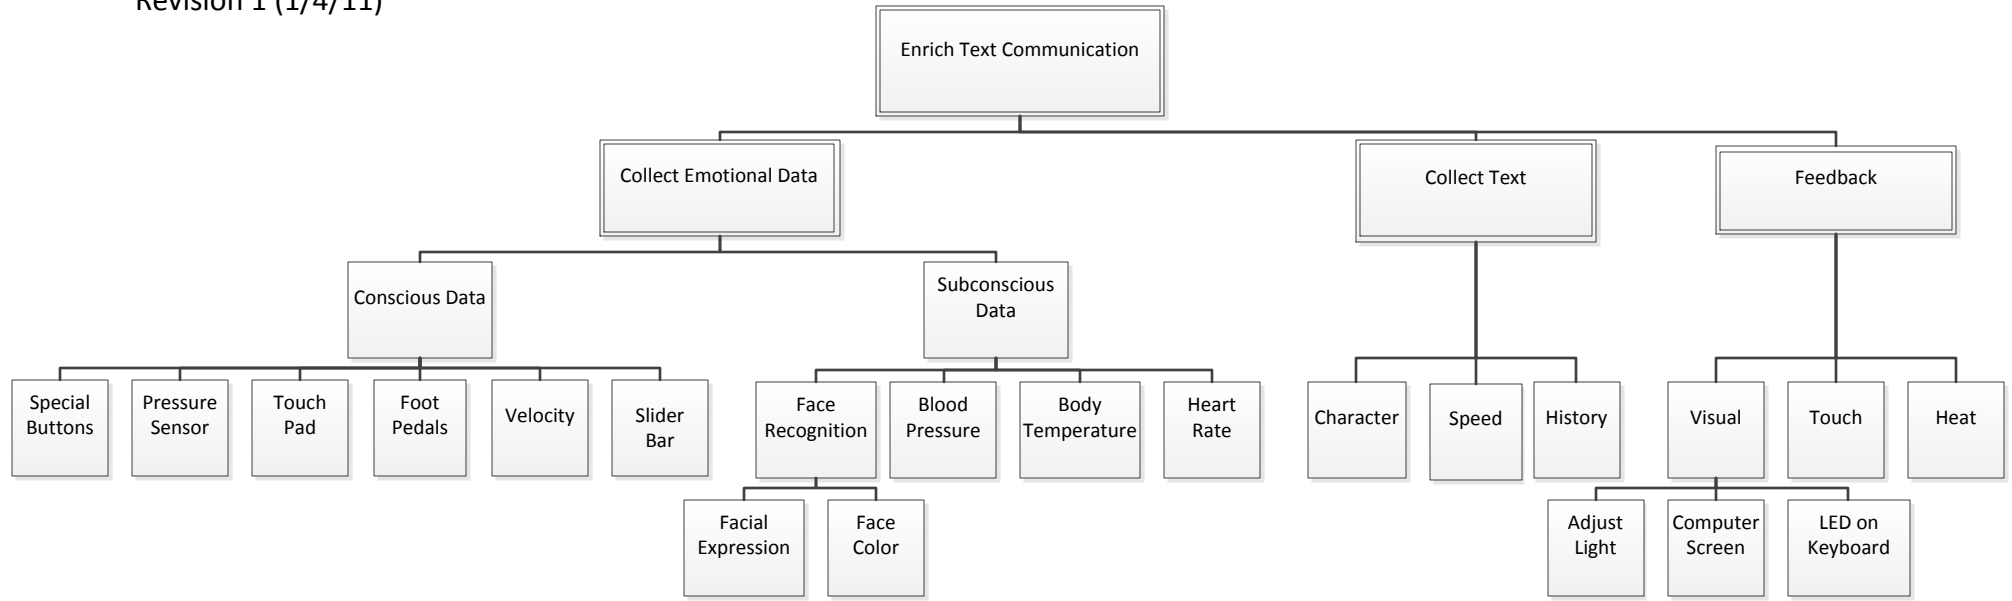 Revision 1 (1/4/11)
Enrich Text Communication
Collect Emotional Data
Collect Text
Feedback
Conscious Data
Subconscious
Data
Special
Buttons
Pressure
Sensor
Touch
Pad
Foot
Pedals
Velocity
Slider
Bar
Face
Recognition
Blood
Pressure
Body
Temperature
Heart
Rate
Character
Speed
History
Visual
Touch
Heat
Facial
Expression
Face
Color
Adjust
Light
Computer
Screen
LED on
Keyboard